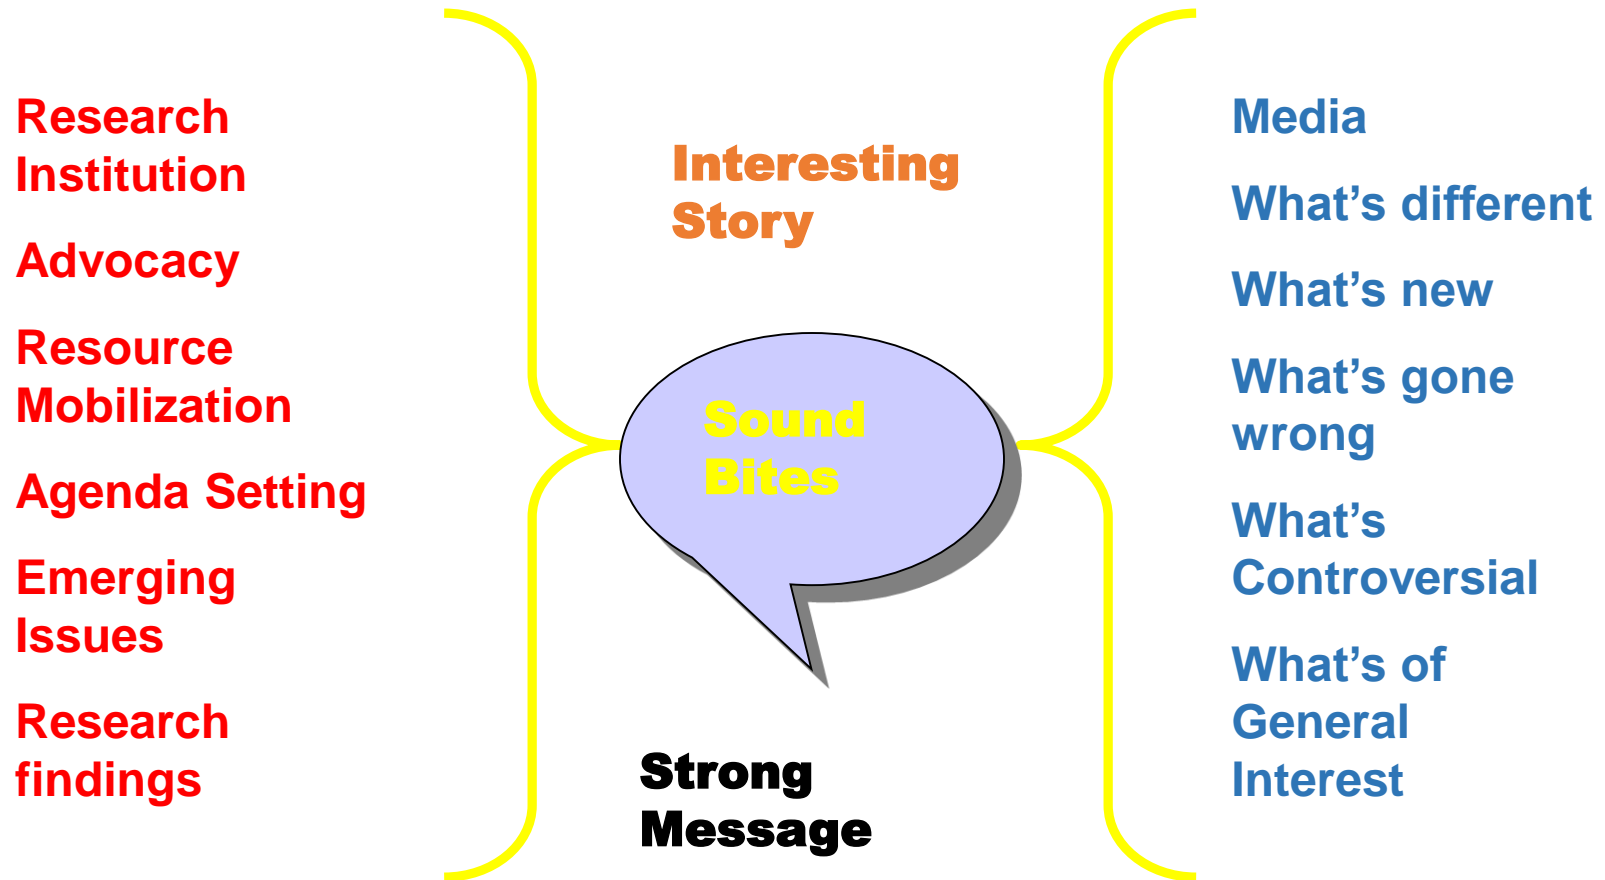 Research
Institution
Advocacy
Resource
Mobilization
Agenda Setting
Emerging
Issues
Research
findings
Interesting
Story
Sound
Bites
Strong
Message
Media
What’s different
What’s new
What’s gone
wrong
What’s
Controversial
What’s of
General
Interest